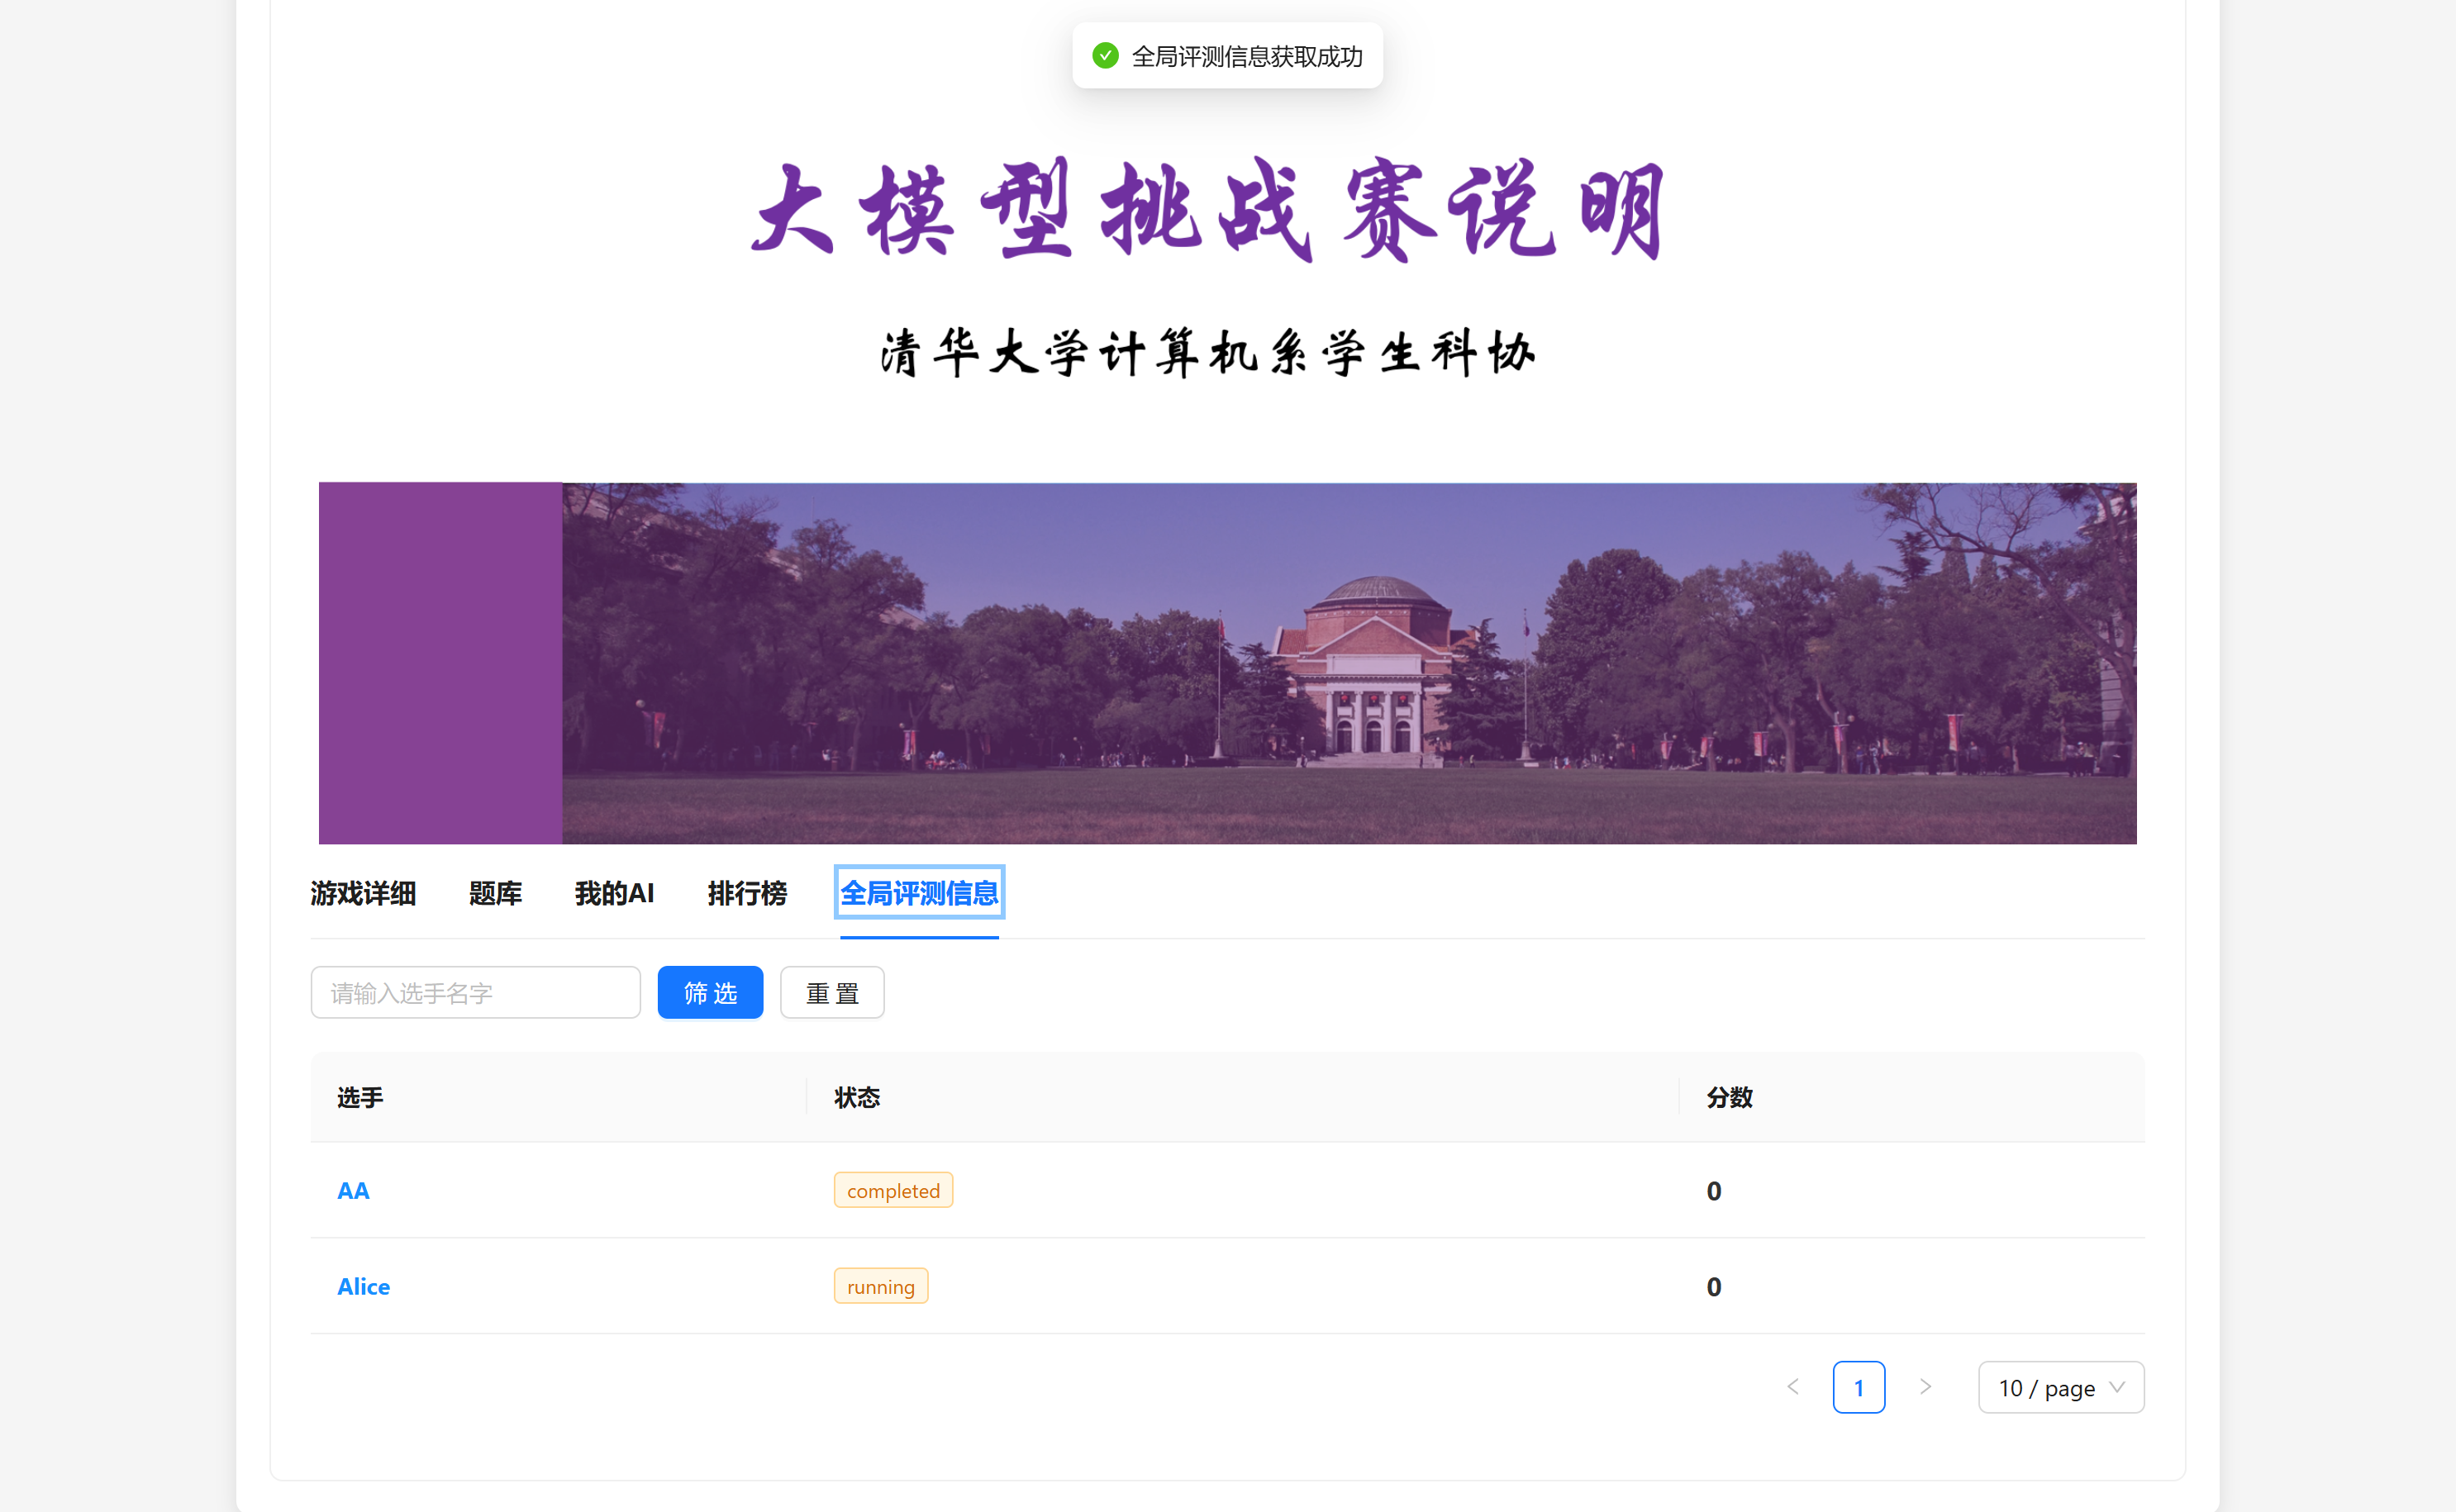 全局评测信息获取成功
大模型挑战赛说明
清华大学计算机系学生科协
游戏详细 题库 我的AI 排行榜 全局评测信息
请输入选手名字 筛选 重置
选手 状态 分数
AA completed 0
Alice running 0
1 10 / page